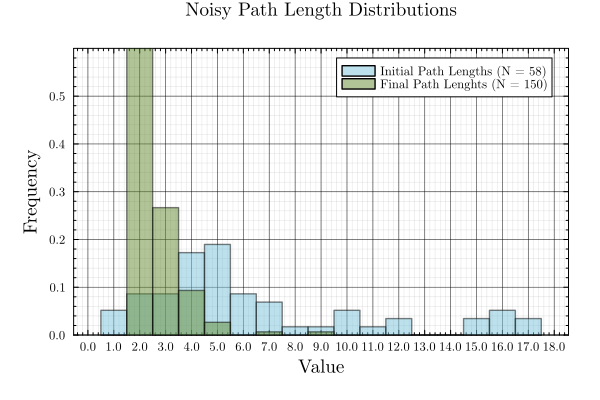 Noisy Path Length Distributions
Initial Path Lengths (N = 58)
Final Path Lenghts (N = 150)
Frequency
0.5
0.4
0.3
0.2
0.1
0.0
0.0 1.0 2.0 3.0 4.0 5.0 6.0 7.0 8.0 9.0 10.0 11.0 12.0 13.0 14.0 15.0 16.0 17.0 18.0
Value